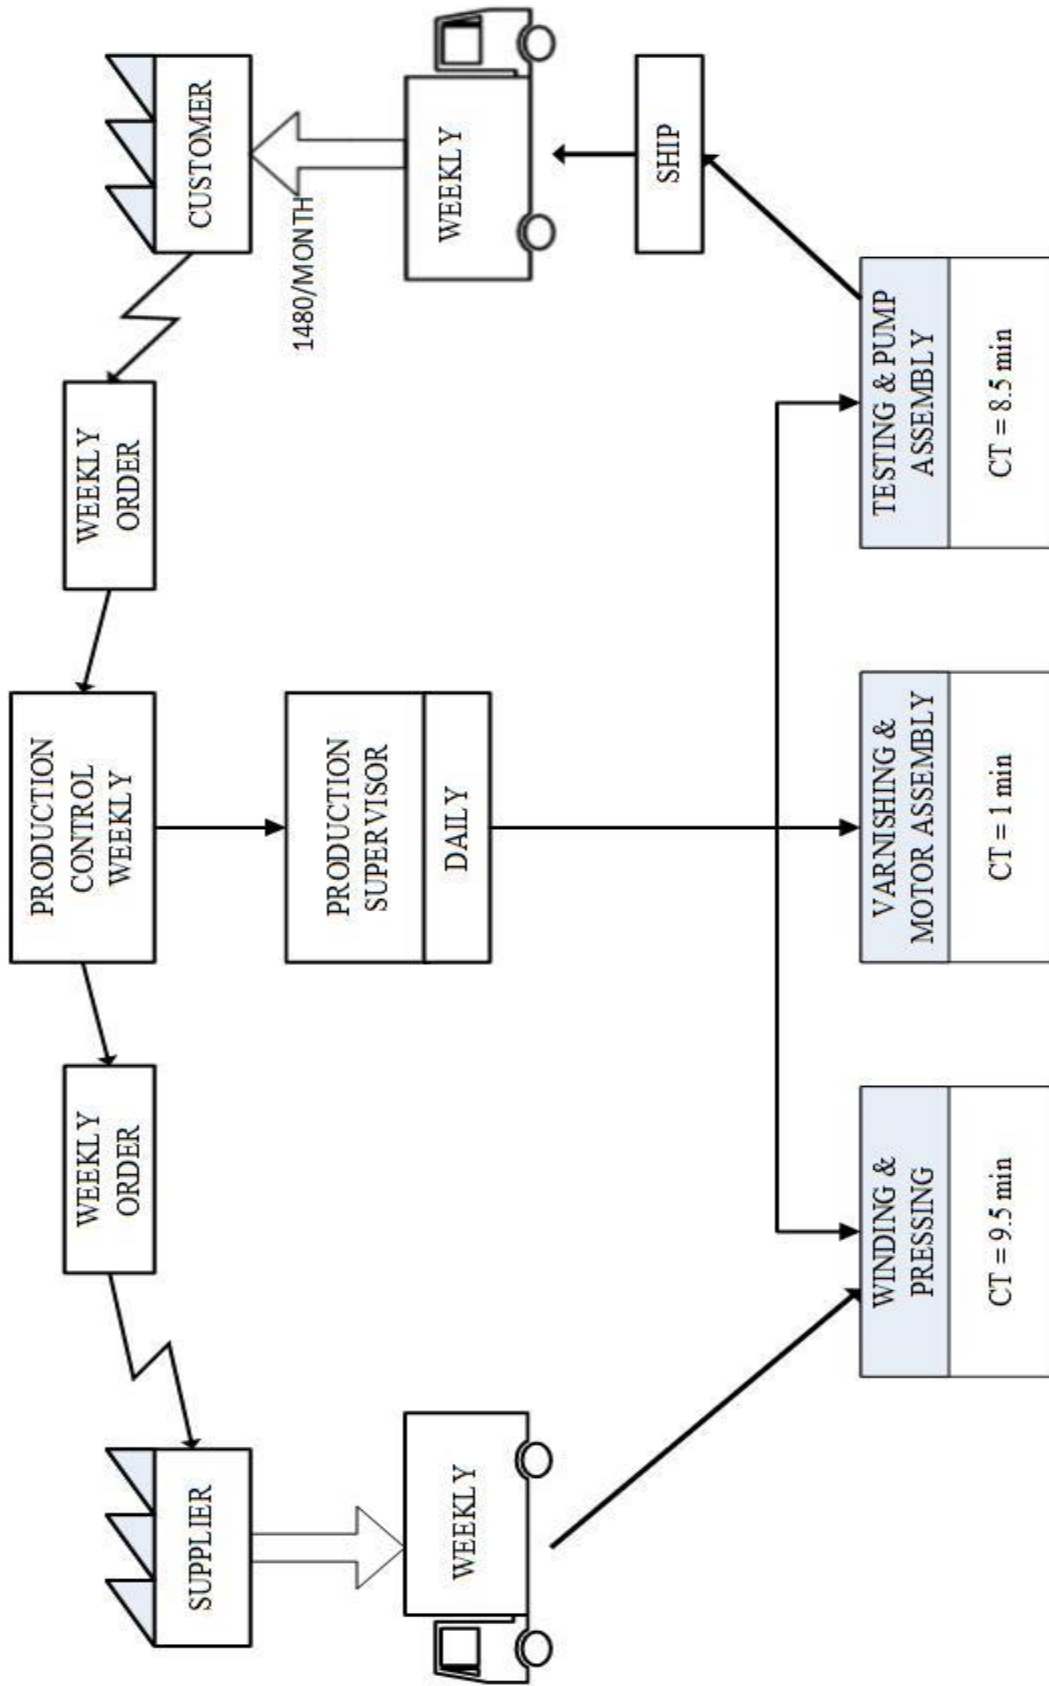 SUPPLIER
WEEKLY
ORDER
PRODUCTION
CONTROL
WEEKLY
WEEKLY
ORDER
CUSTOMER
1480/MONTH
WEEKLY
PRODUCTION
SUPERVISOR
DAILY
WEEKLY
SHIP
WINDING &
PRESSING
CT = 9.5 min
VARNISHING &
MOTOR ASSEMBLY
CT = 1 min
TESTING & PUMP
ASSEMBLY
CT = 8.5 min